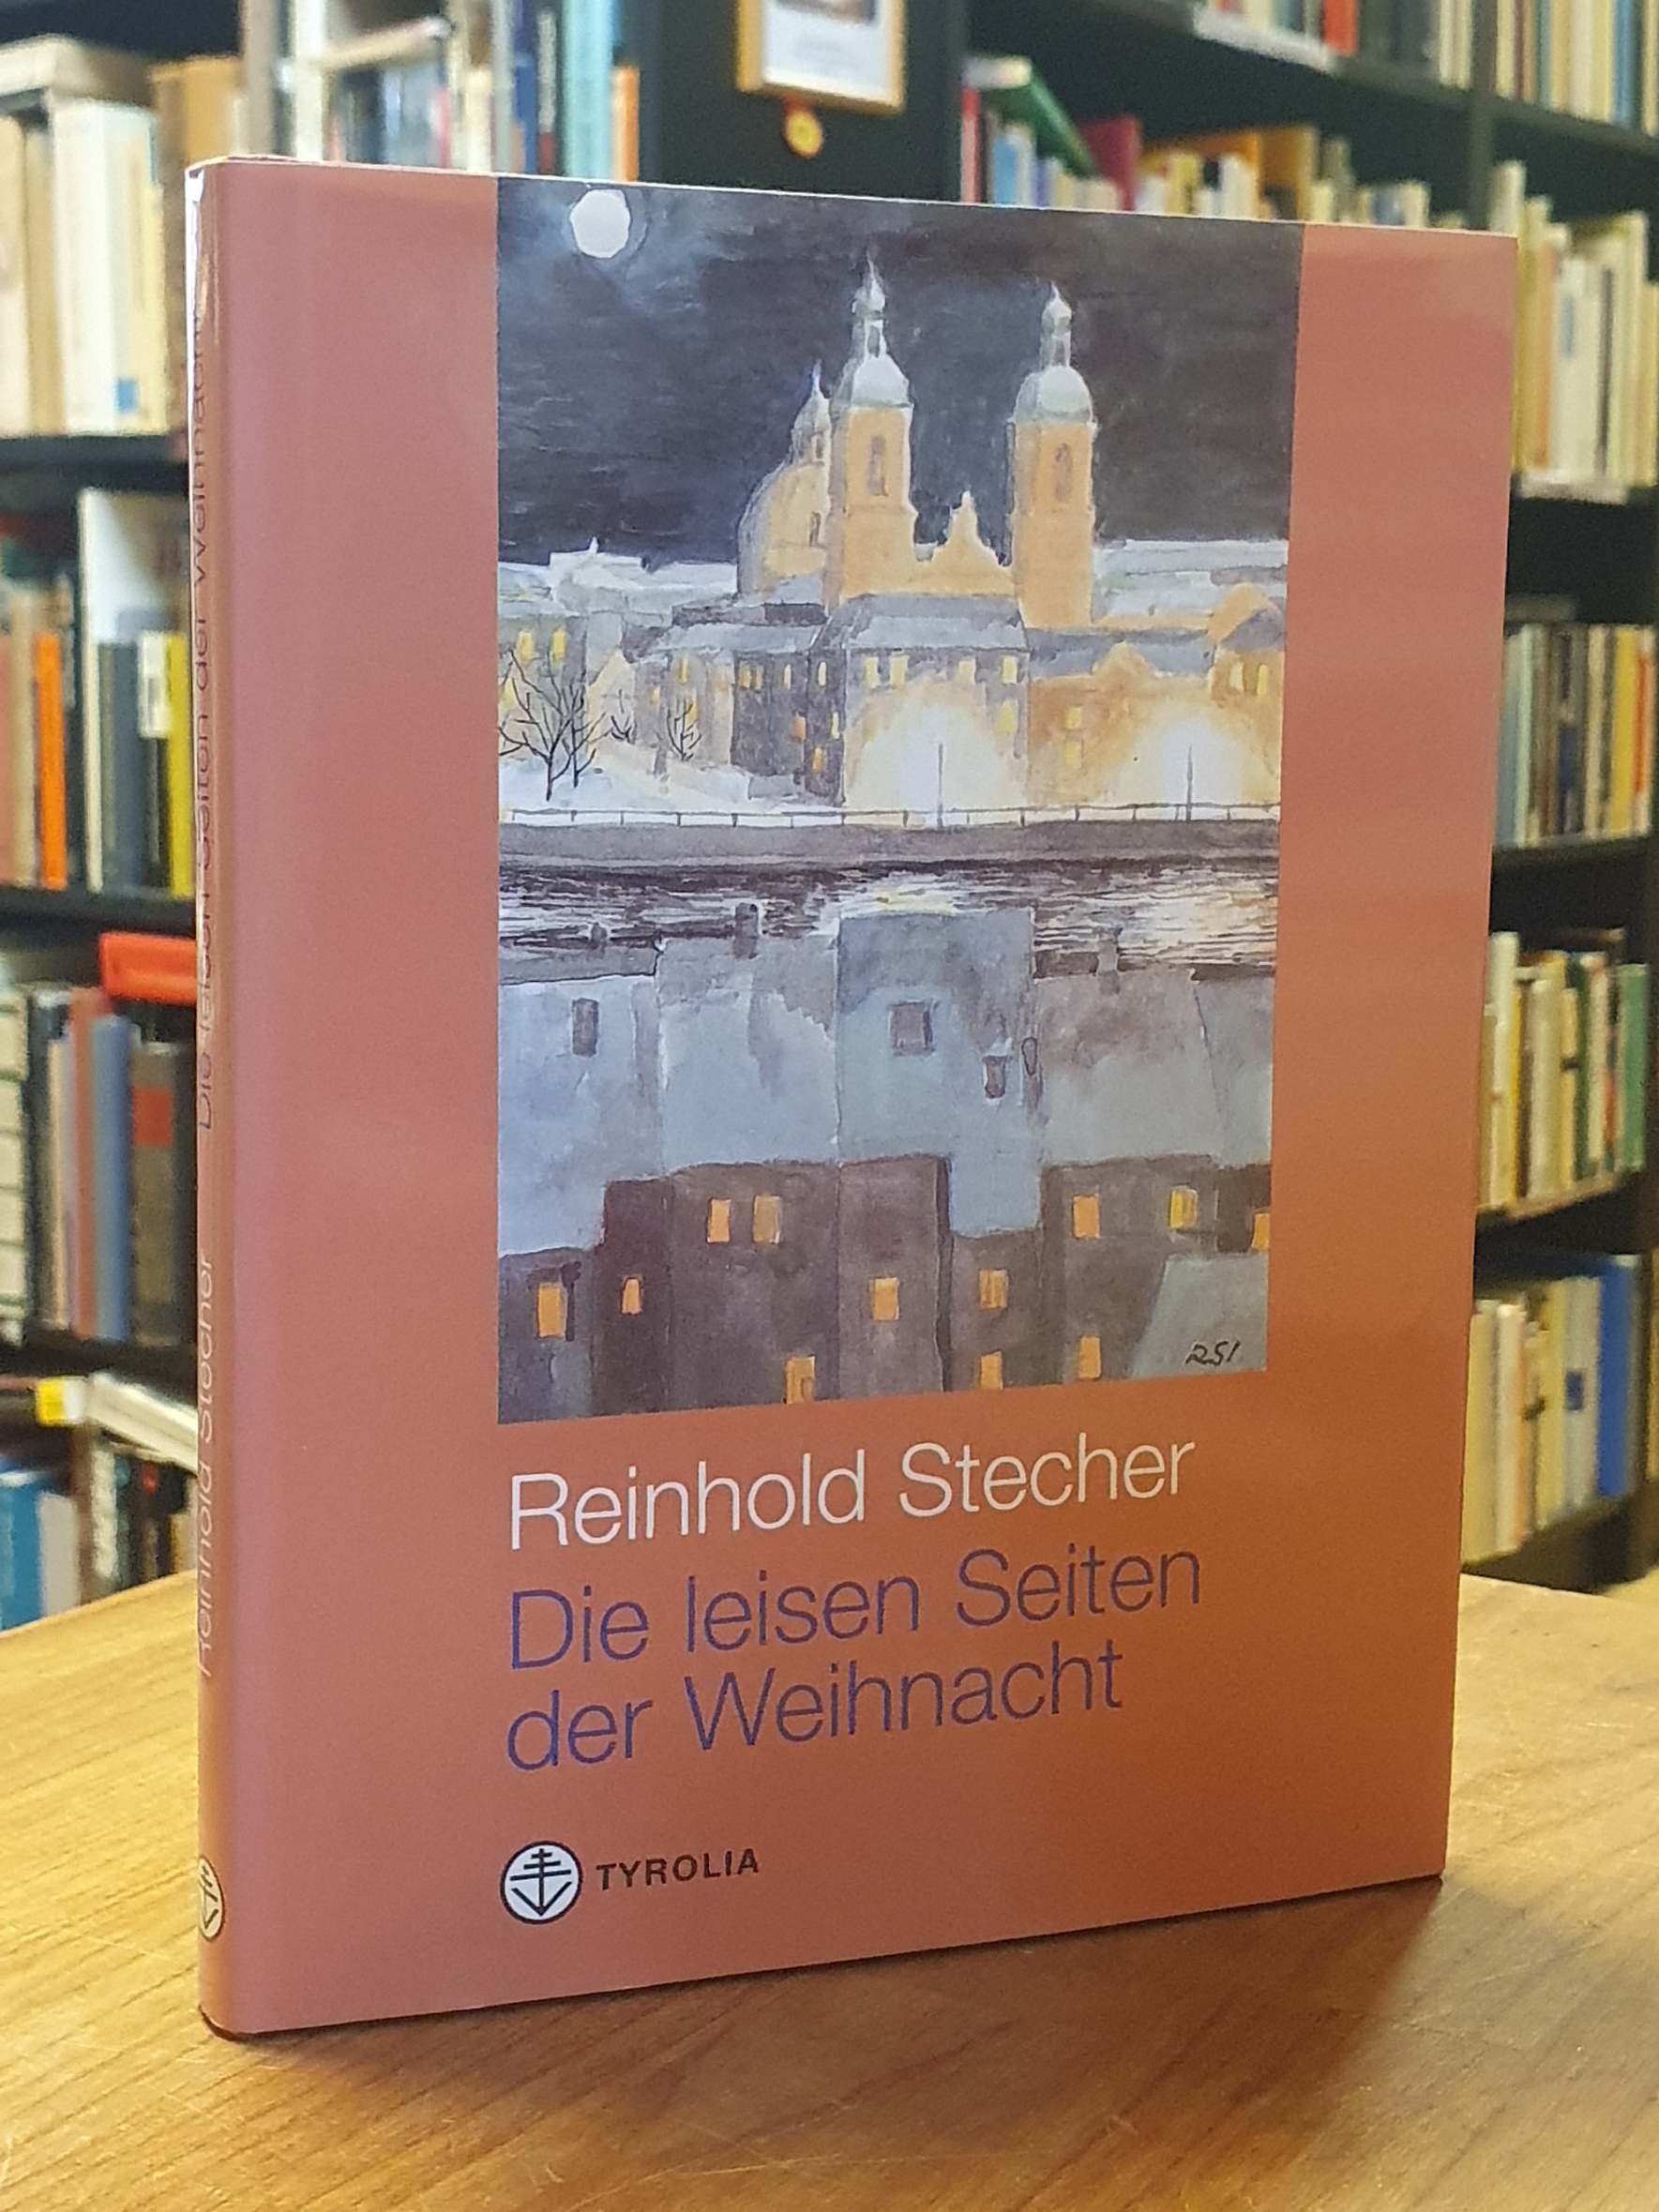 RSt
Reinhold Stecher
Die leisen Seiten
der Weihnacht
TYROLIA
Reinhold Stecher Die leisen Seiten der Weihnacht